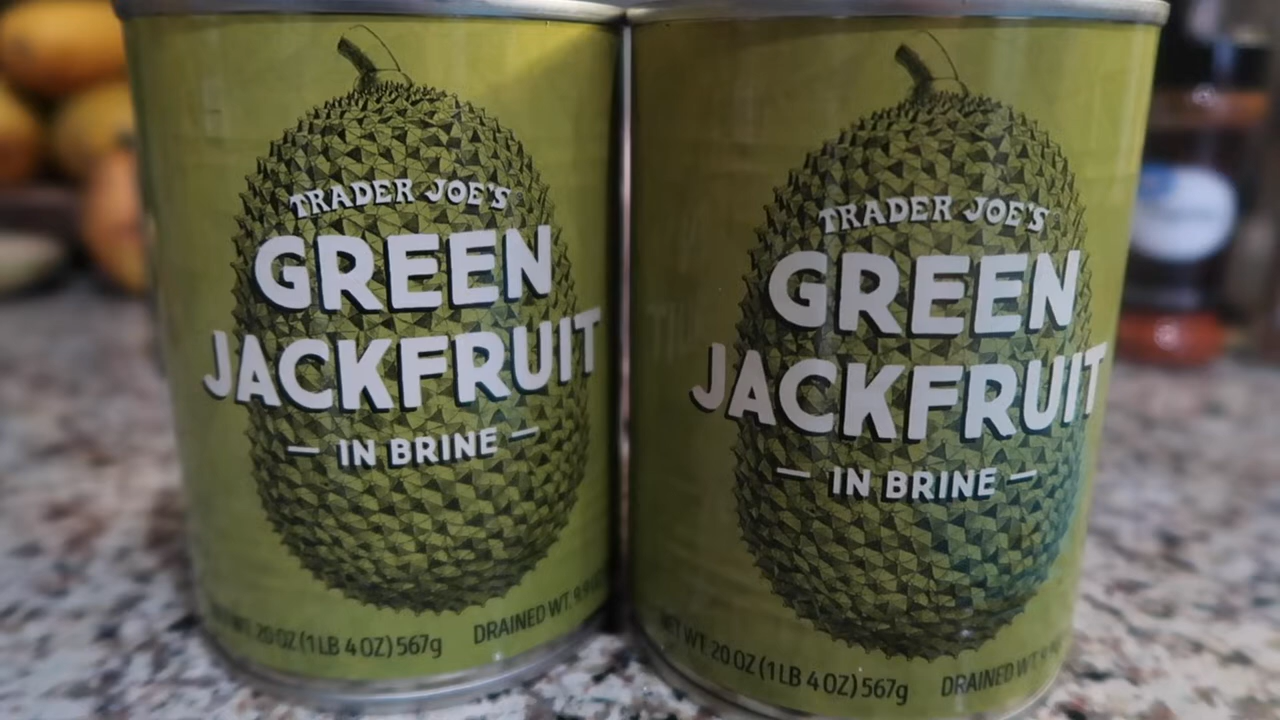 TRADER JOE'S
GREEN
JACKFRUIT
— IN BRINE —
WT. 20 OZ (1 LB 4 OZ) 567g DRAINED WT.
TRADER JOE'S
GREEN
JACKFRUIT
— IN BRINE —
NET WT. 20 OZ (1 LB 4 OZ) 567g DRAINED WT.